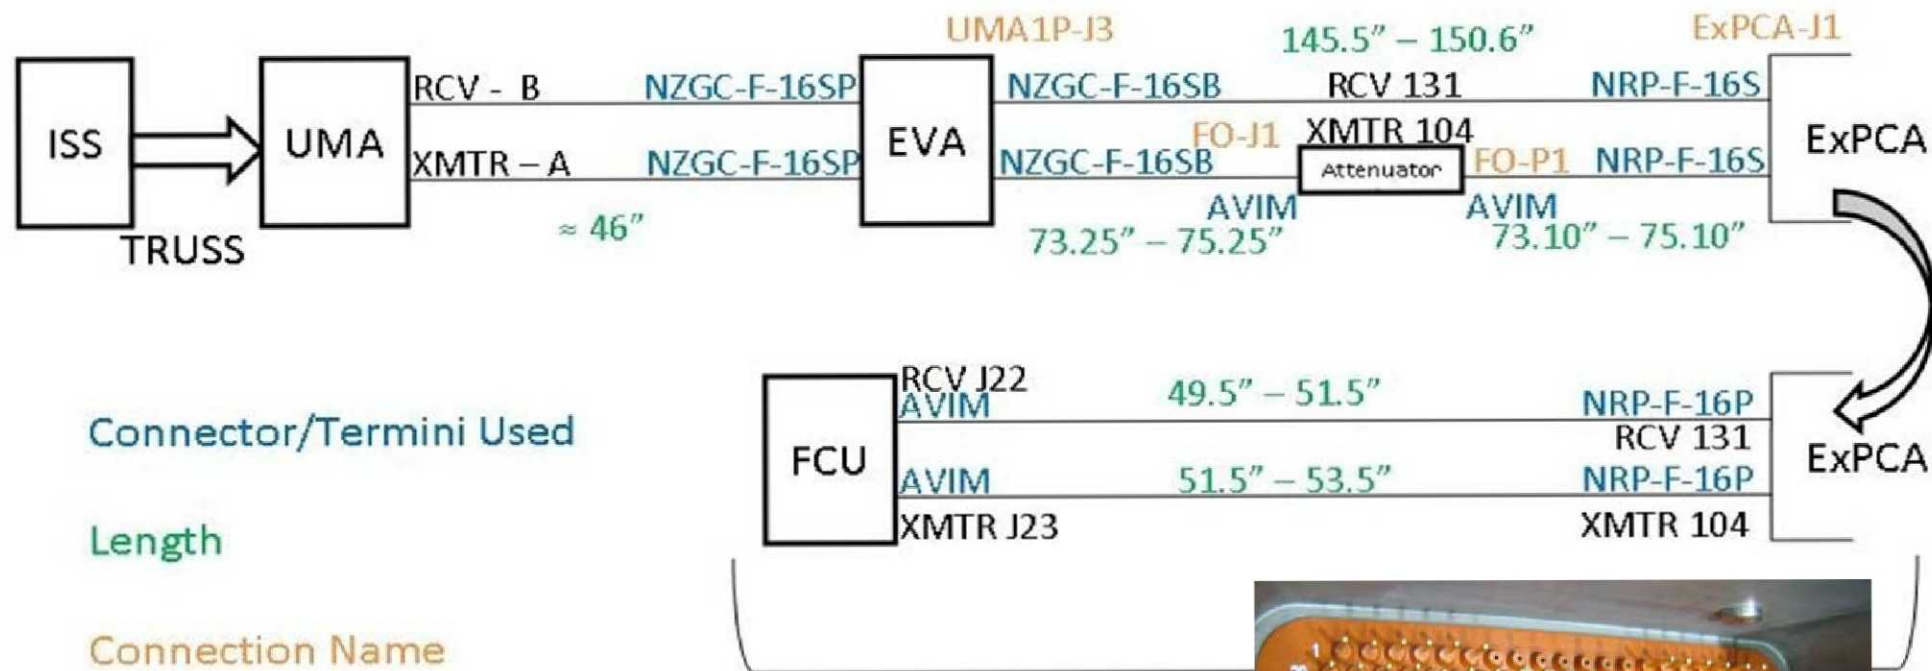 UMA1P-J3 145.5” – 150.6” ExPCA-J1
RCV - B NZGC-F-16SP NZGC-F-16SB RCV 131 NRP-F-16S
ISS UMA EVA FO-J1 XMTR 104 ExPCA
XMTR – A NZGC-F-16SP NZGC-F-16SB Attenuator FO-P1 NRP-F-16S
AVIM AVIM
TRUSS ≈ 46” 73.25” – 75.25” 73.10” – 75.10”
RCV J22 49.5” – 51.5”
AVIM NRP-F-16P
Connector/Termini Used RCV 131
FCU ExPCA
AVIM 51.5” – 53.5” NRP-F-16P
XMTR J23 XMTR 104
Length
Connection Name
1